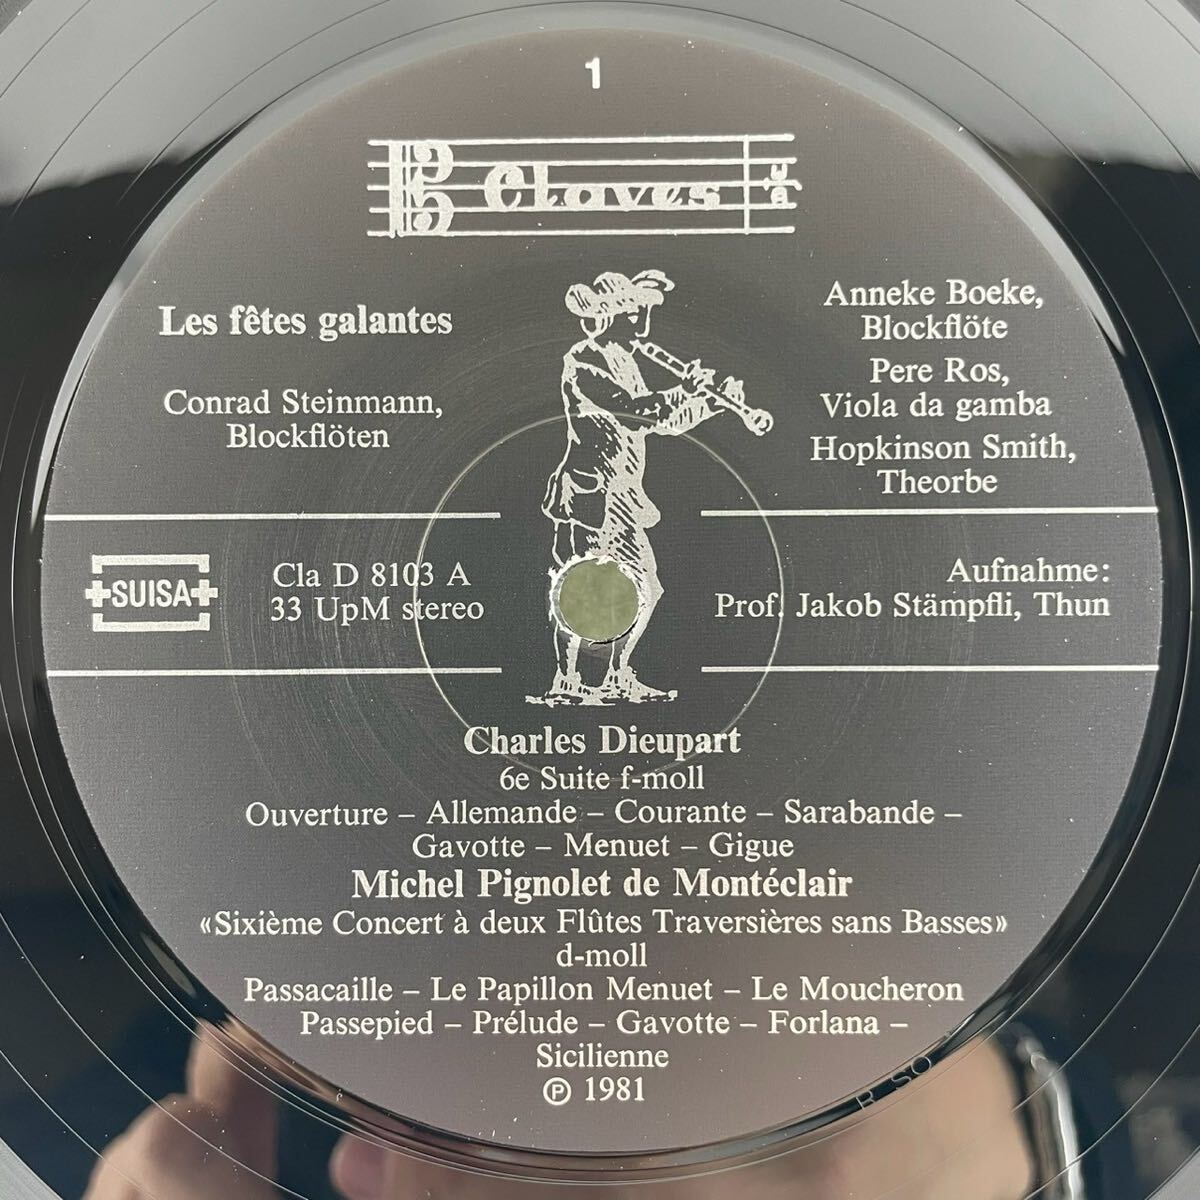 1
Claves
Les fêtes galantes
Conrad Steinmann,
Blockflöten
Anneke Boeke,
Blockflöte
Pere Ros,
Viola da gamba
Hopkinson Smith,
Theorbe
SUISA
Cla D 8103 A
33 UpM stereo
Aufnahme:
Prof. Jakob Stämpfli, Thun
Charles Dieupart
6e Suite f-moll
Ouverture – Allemande – Courante – Sarabande –
Gavotte – Menuet – Gigue
Michel Pignolet de Montéclair
«Sixième Concert à deux Flûtes Traversières sans Basses»
d-moll
Passacaille – Le Papillon Menuet – Le Moucheron
Passepied – Prélude – Gavotte – Forlana –
Sicilienne
℗ 1981